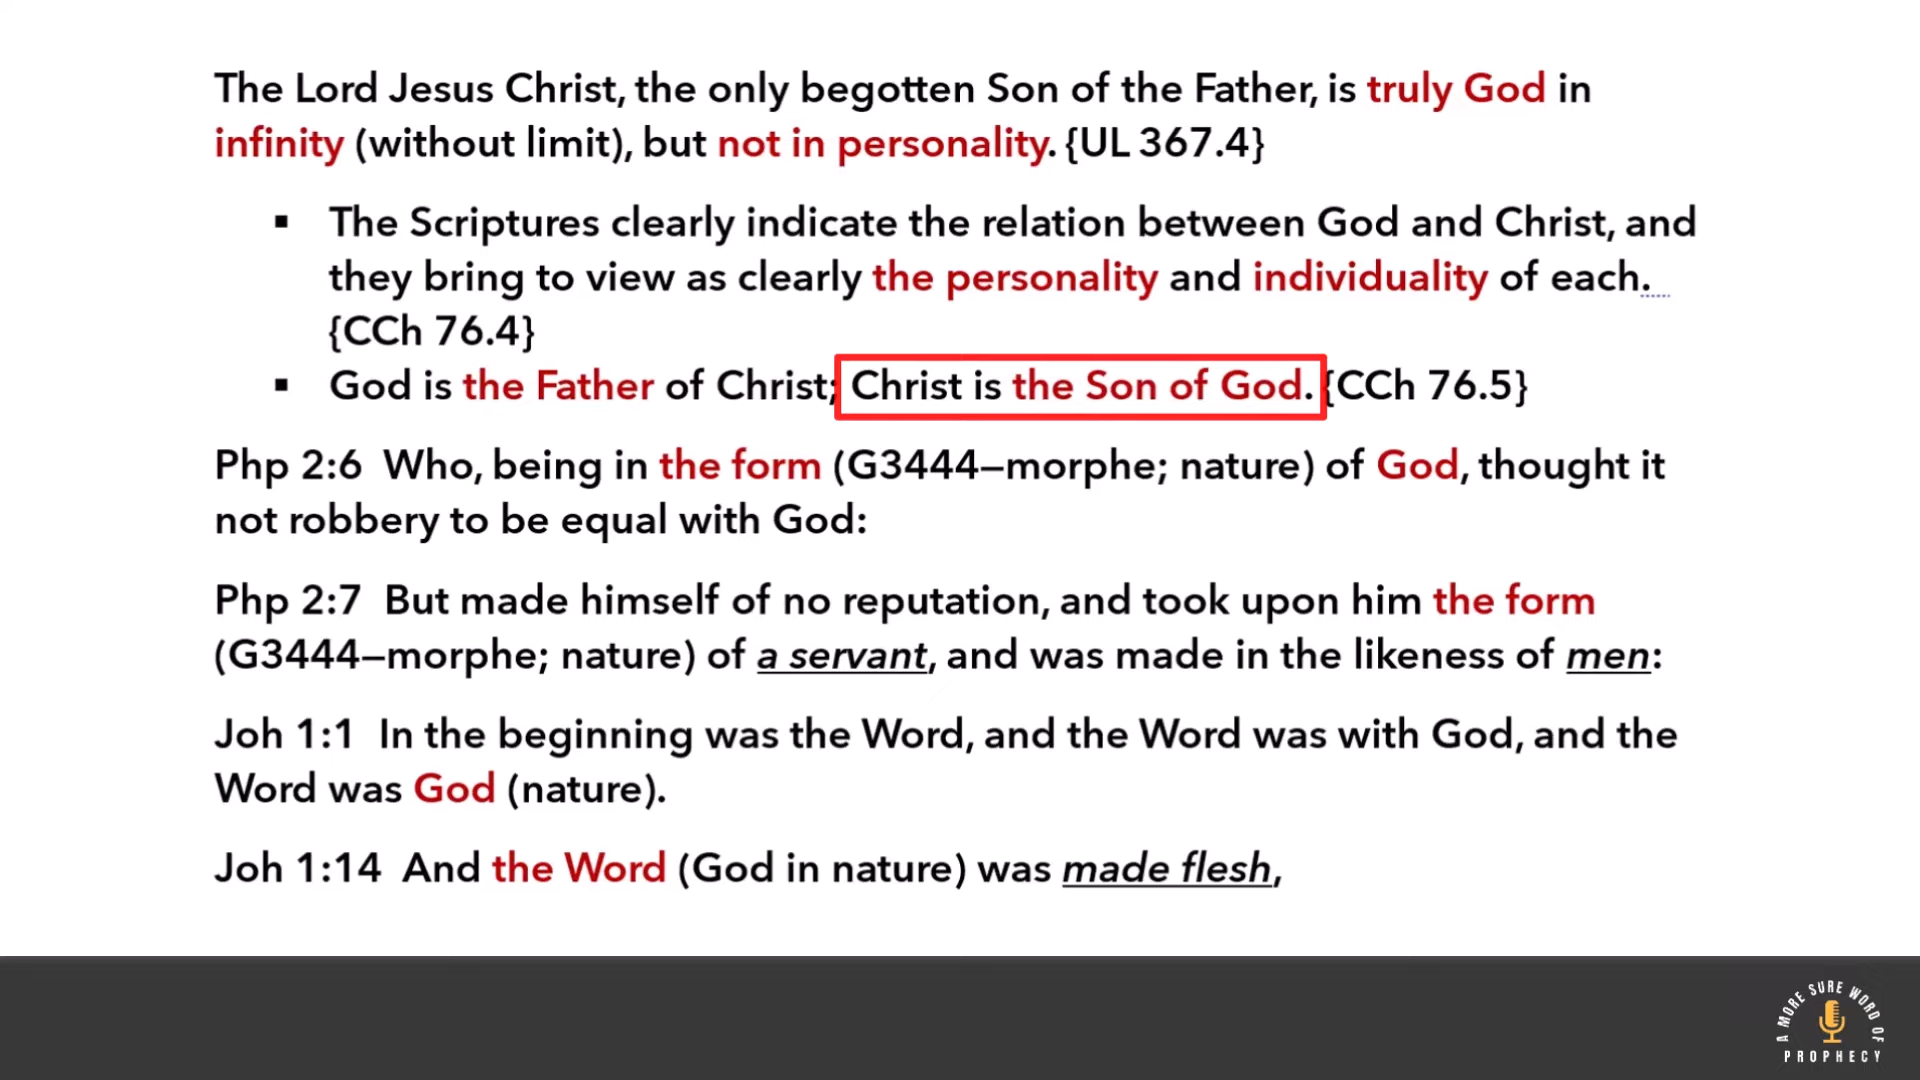 The Lord Jesus Christ, the only begotten Son of the Father, is truly God in
infinity (without limit), but not in personality. {UL 367.4}
▪ The Scriptures clearly indicate the relation between God and Christ, and
they bring to view as clearly the personality and individuality of each.
{CCh 76.4}
▪ God is the Father of Christ; Christ is the Son of God. {CCh 76.5}
Php 2:6 Who, being in the form (G3444–morphe; nature) of God, thought it
not robbery to be equal with God:
Php 2:7 But made himself of no reputation, and took upon him the form
(G3444–morphe; nature) of a servant, and was made in the likeness of men:
Joh 1:1 In the beginning was the Word, and the Word was with God, and the
Word was God (nature).
Joh 1:14 And the Word (God in nature) was made flesh,
A MORE SURE WORD OF
PROPHECY